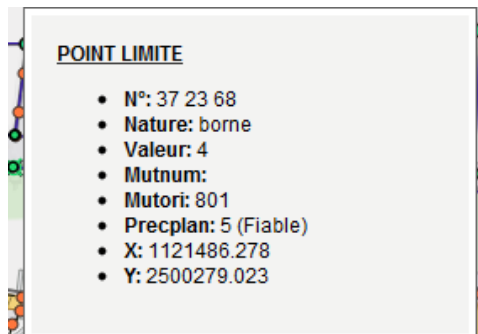 POINT LIMITE
N°: 37 23 68
Nature: borne
Valeur: 4
Mutnum:
Mutori: 801
Precplan: 5 (Fiable)
X: 1121486.278
Y: 2500279.023